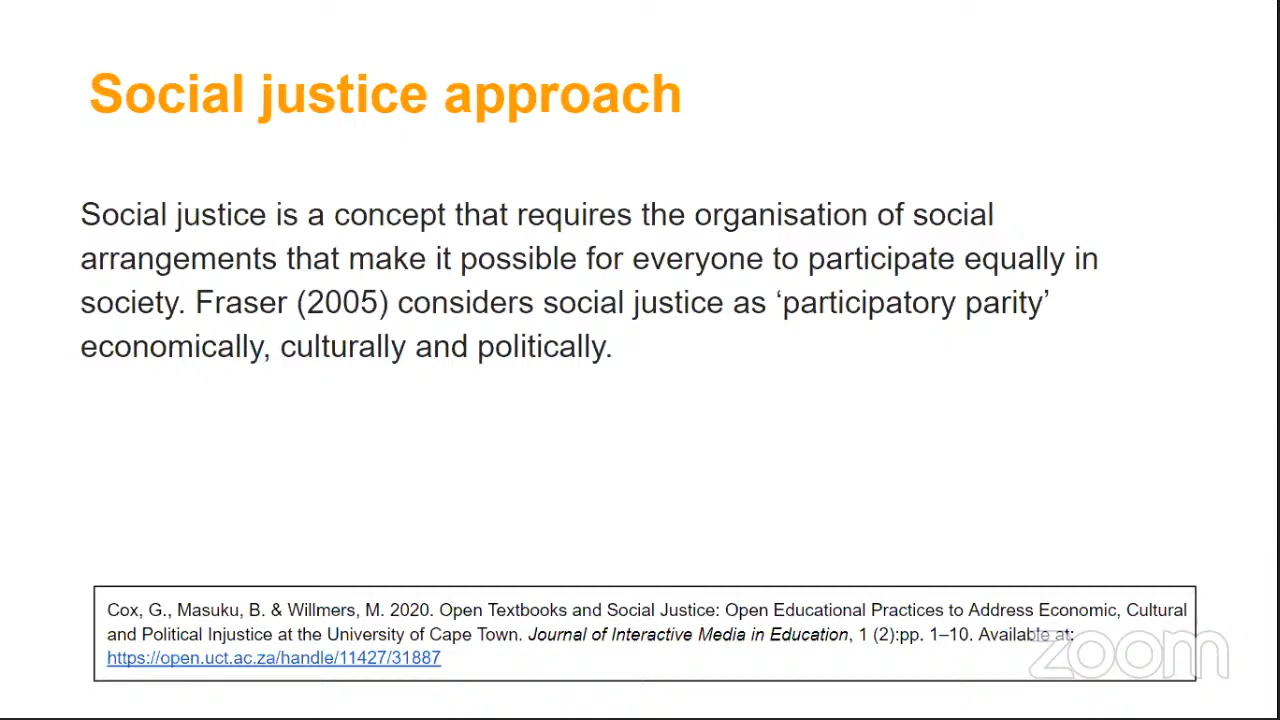 Social justice approach
Social justice is a concept that requires the organisation of social
arrangements that make it possible for everyone to participate equally in
society. Fraser (2005) considers social justice as ‘participatory parity’
economically, culturally and politically.
Cox, G., Masuku, B. & Willmers, M. 2020. Open Textbooks and Social Justice: Open Educational Practices to Address Economic, Cultural
and Political Injustice at the University of Cape Town. Journal of Interactive Media in Education, 1 (2):pp. 1–10. Available at:
https://open.uct.ac.za/handle/11427/31887
zoom